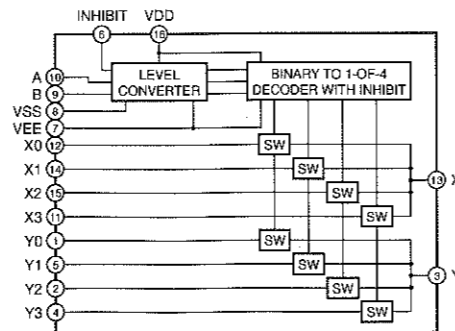 INHIBIT VDD
6 16
A 10
B 9
VSS 8
VEE 7
LEVEL
CONVERTER
BINARY TO 1-OF-4
DECODER WITH INHIBIT
X0 12 SW
X1 14 SW
X2 15 SW
13 X
X3 11 SW
Y0 1 SW
Y1 5 SW
3 Y
Y2 2 SW
Y3 4 SW